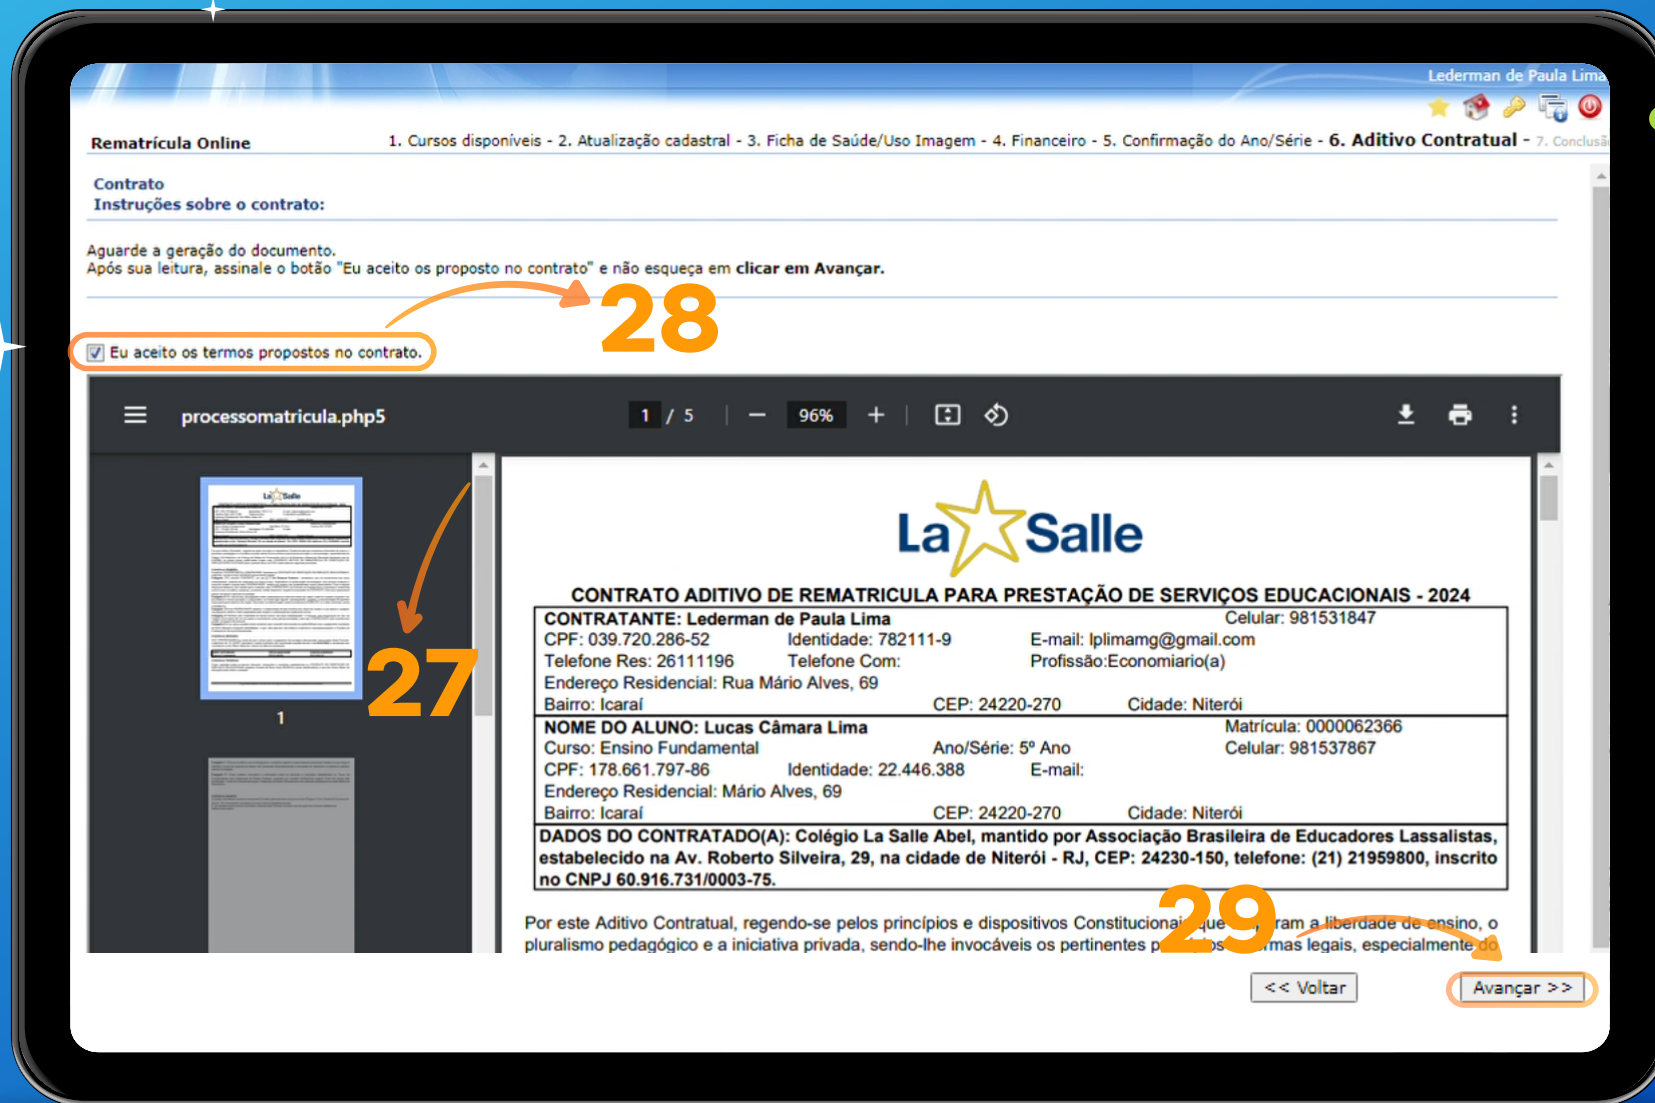 Lederman de Paula Lima
Rematrícula Online
1. Cursos disponíveis - 2. Atualização cadastral - 3. Ficha de Saúde/Uso Imagem - 4. Financeiro - 5. Confirmação do Ano/Série - 6. Aditivo Contratual - 7. Conclusão
Contrato
Instruções sobre o contrato:
Aguarde a geração do documento.
Após sua leitura, assinale o botão "Eu aceito os proposto no contrato" e não esqueça em clicar em Avançar.
28
Eu aceito os termos propostos no contrato.
processomatricula.php5
1 / 5
96%
La Salle
27
1
La Salle
CONTRATO ADITIVO DE REMATRICULA PARA PRESTAÇÃO DE SERVIÇOS EDUCACIONAIS - 2024
CONTRATANTE: Lederman de Paula Lima Celular: 981531847
CPF: 039.720.286-52 Identidade: 782111-9 E-mail: lplimamg@gmail.com
Telefone Res: 26111196 Telefone Com: Profissão:Economiario(a)
Endereço Residencial: Rua Mário Alves, 69
Bairro: Icaraí CEP: 24220-270 Cidade: Niterói
NOME DO ALUNO: Lucas Câmara Lima Matrícula: 0000062366
Curso: Ensino Fundamental Ano/Série: 5º Ano Celular: 981537867
CPF: 178.661.797-86 Identidade: 22.446.388 E-mail:
Endereço Residencial: Mário Alves, 69
Bairro: Icaraí CEP: 24220-270 Cidade: Niterói
DADOS DO CONTRATADO(A): Colégio La Salle Abel, mantido por Associação Brasileira de Educadores Lassalistas,
estabelecido na Av. Roberto Silveira, 29, na cidade de Niterói - RJ, CEP: 24230-150, telefone: (21) 21959800, inscrito
no CNPJ 60.916.731/0003-75.
29
Por este Aditivo Contratual, regendo-se pelos princípios e dispositivos Constitucionais que ram a liberdade de ensino, o
pluralismo pedagógico e a iniciativa privada, sendo-lhe invocáveis os pertinentes legais, especialmente do
<< Voltar
Avançar >>